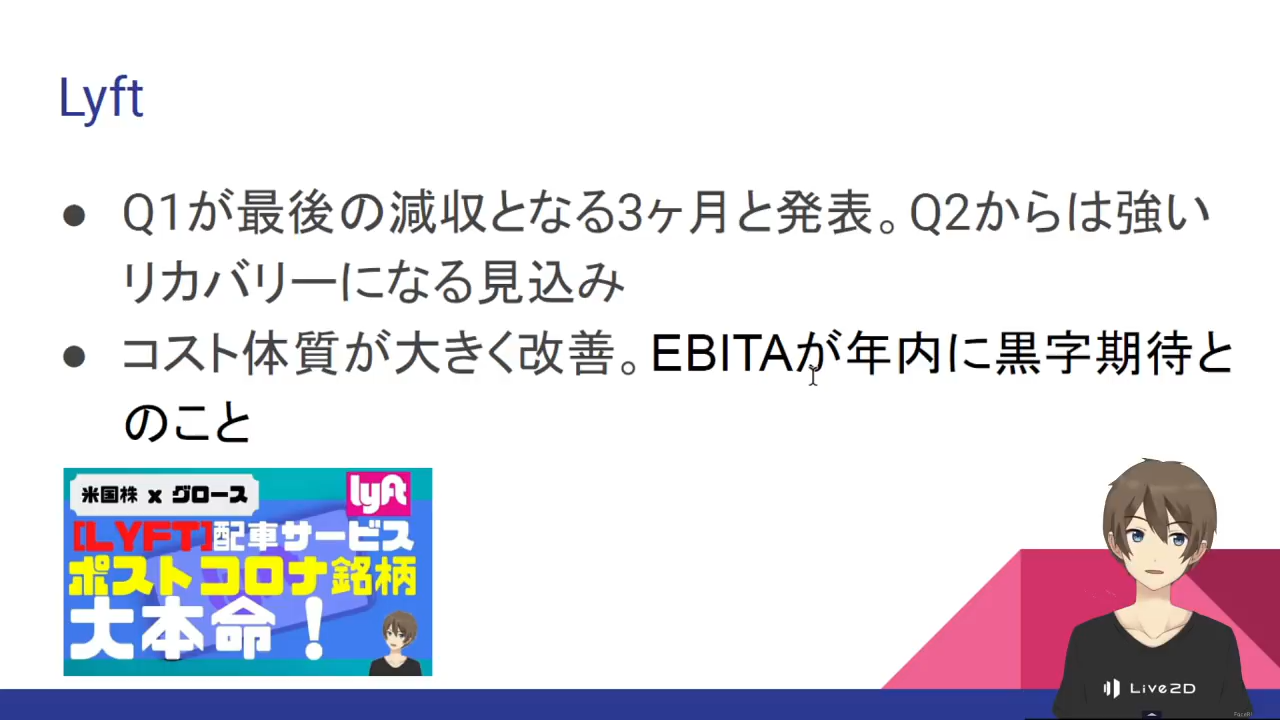 Lyft
● Q1が最後の減収となる3ヶ月と発表。Q2からは強い
リカバリーになる見込み
● コスト体質が大きく改善。EBITAが年内に黒字期待と
のこと
米国株 x グロース
lyft
[LYFT]配車サービス
ポストコロナ銘柄
大本命！
Live2D
FaceRig